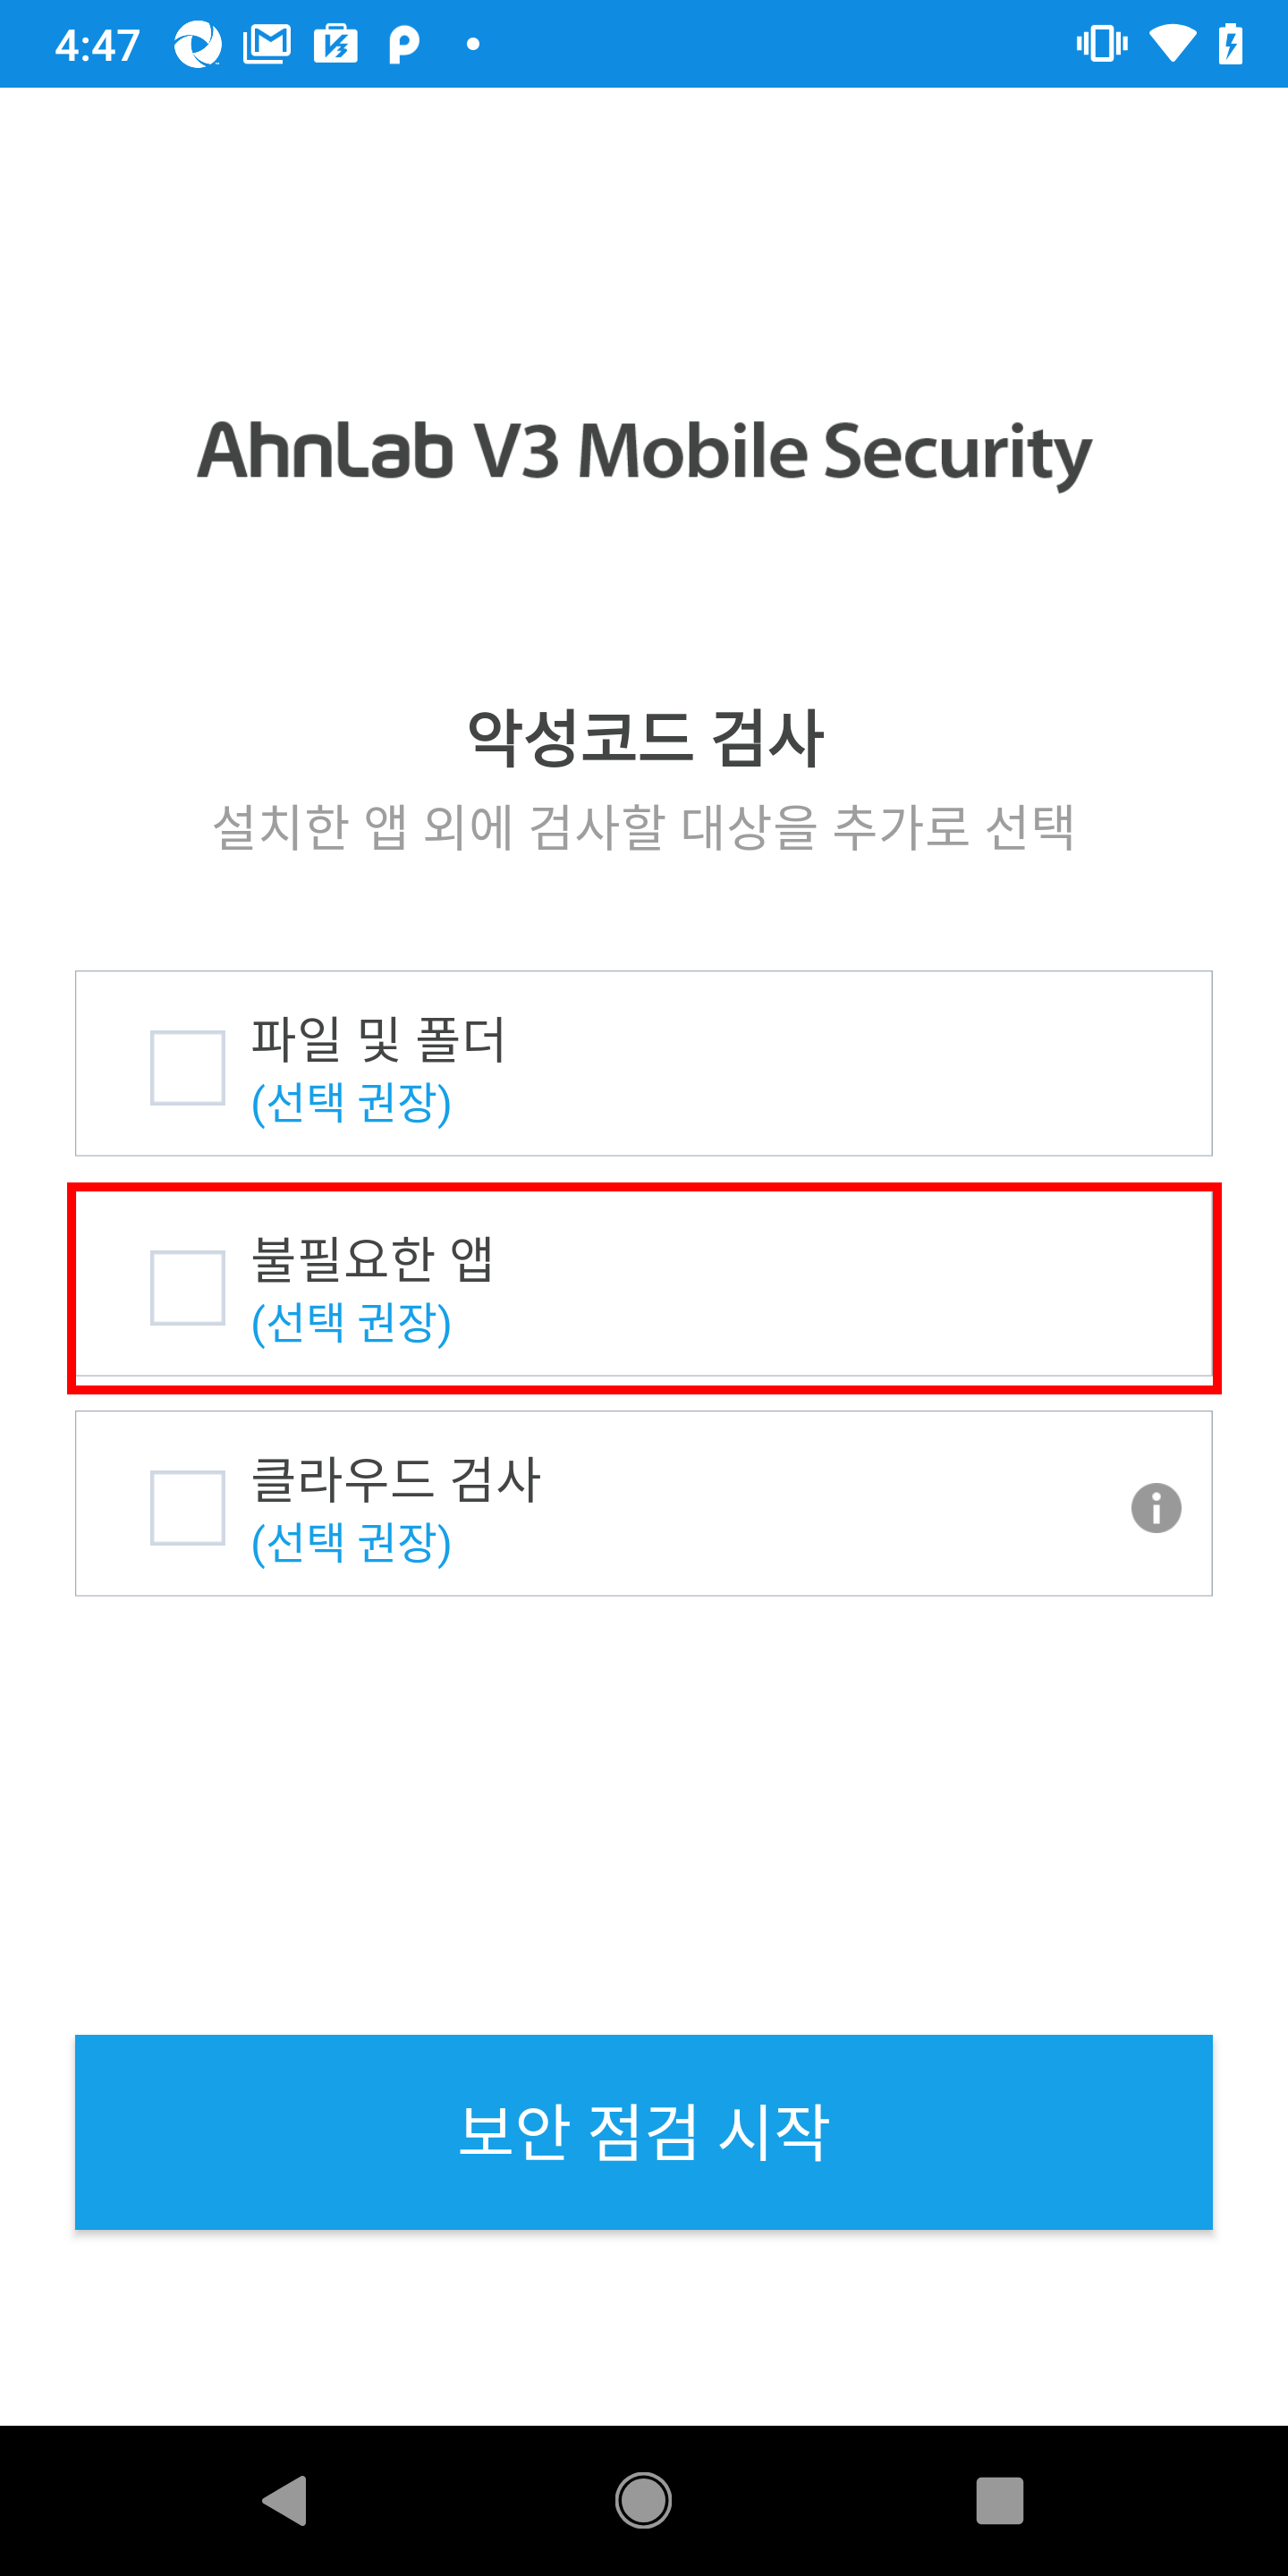 4:47
AhnLab V3 Mobile Security
악성코드 검사
설치한 앱 외에 검사할 대상을 추가로 선택
파일 및 폴더
(선택 권장)
불필요한 앱
(선택 권장)
클라우드 검사
(선택 권장)
보안 점검 시작